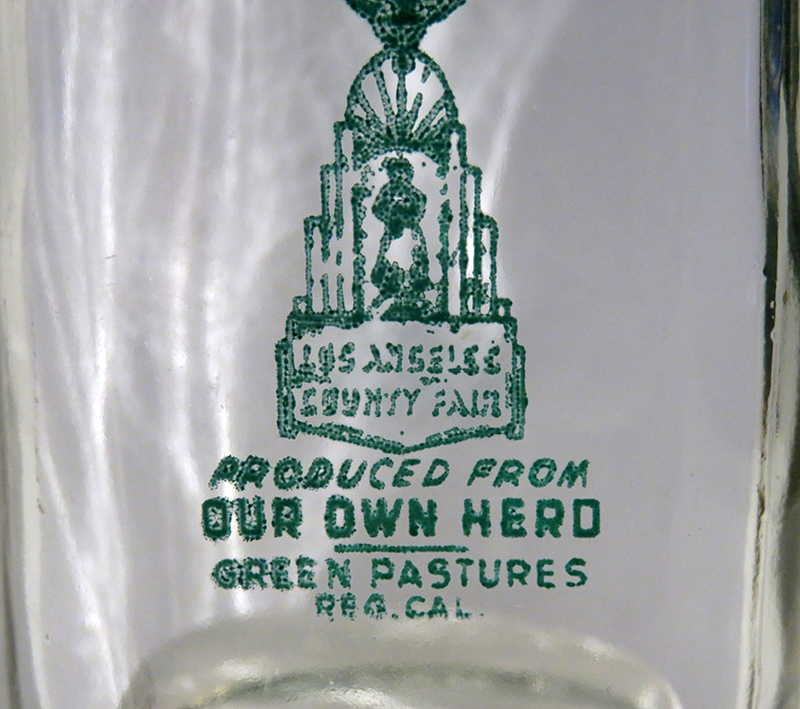 LOS ANGELES
COUNTY FAIR
PRODUCED FROM
OUR OWN HERD
GREEN PASTURES
REG. CAL.